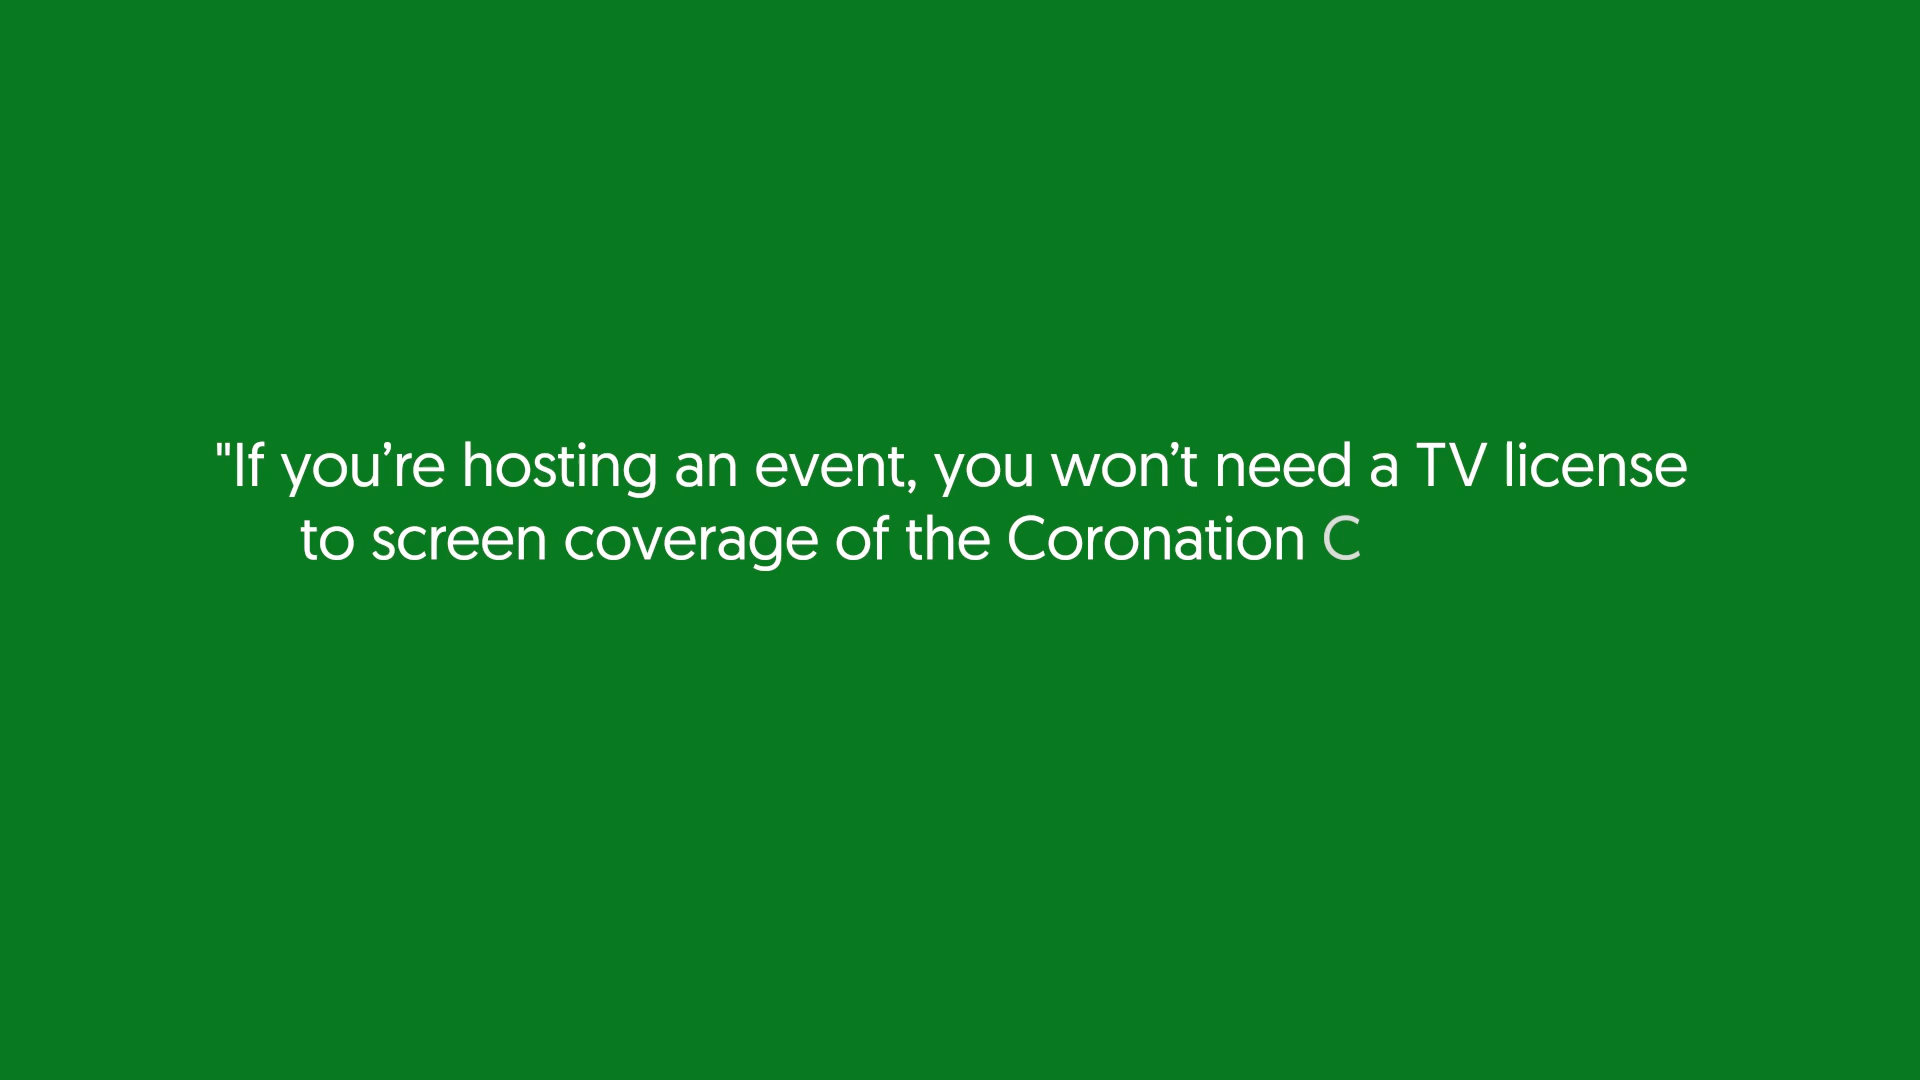 "If you’re hosting an event, you won’t need a TV license
to screen coverage of the Coronation C